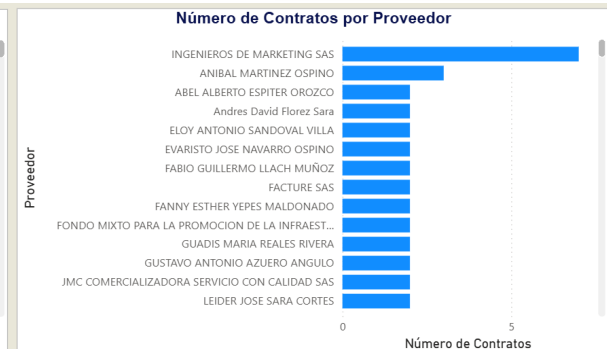 Número de Contratos por Proveedor
INGENIEROS DE MARKETING SAS
ANIBAL MARTINEZ OSPINO
ABEL ALBERTO ESPITER OROZCO
Andres David Florez Sara
ELOY ANTONIO SANDOVAL VILLA
EVARISTO JOSE NAVARRO OSPINO
FABIO GUILLERMO LLACH MUÑOZ
FACTURE SAS
FANNY ESTHER YEPES MALDONADO
FONDO MIXTO PARA LA PROMOCION DE LA INFRAEST...
GUADIS MARIA REALES RIVERA
GUSTAVO ANTONIO AZUERO ANGULO
JMC COMERCIALIZADORA SERVICIO CON CALIDAD SAS
LEIDER JOSE SARA CORTES
Proveedor
0 5
Número de Contratos